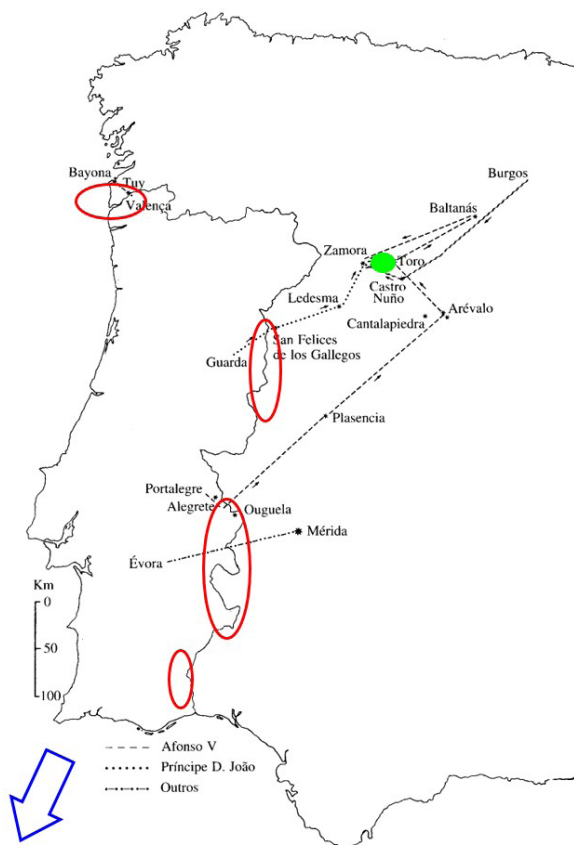 Bayona
Tuy
Valença
Burgos
Baltanás
Zamora
Toro
Castro
Nuño
Ledesma
Arévalo
Cantalapiedra
San Felices
de los Gallegos
Guarda
Plasencia
Portalegre
Alegrete
Ouguela
Mérida
Évora
Km
0
50
100
Afonso V
Príncipe D. João
Outros